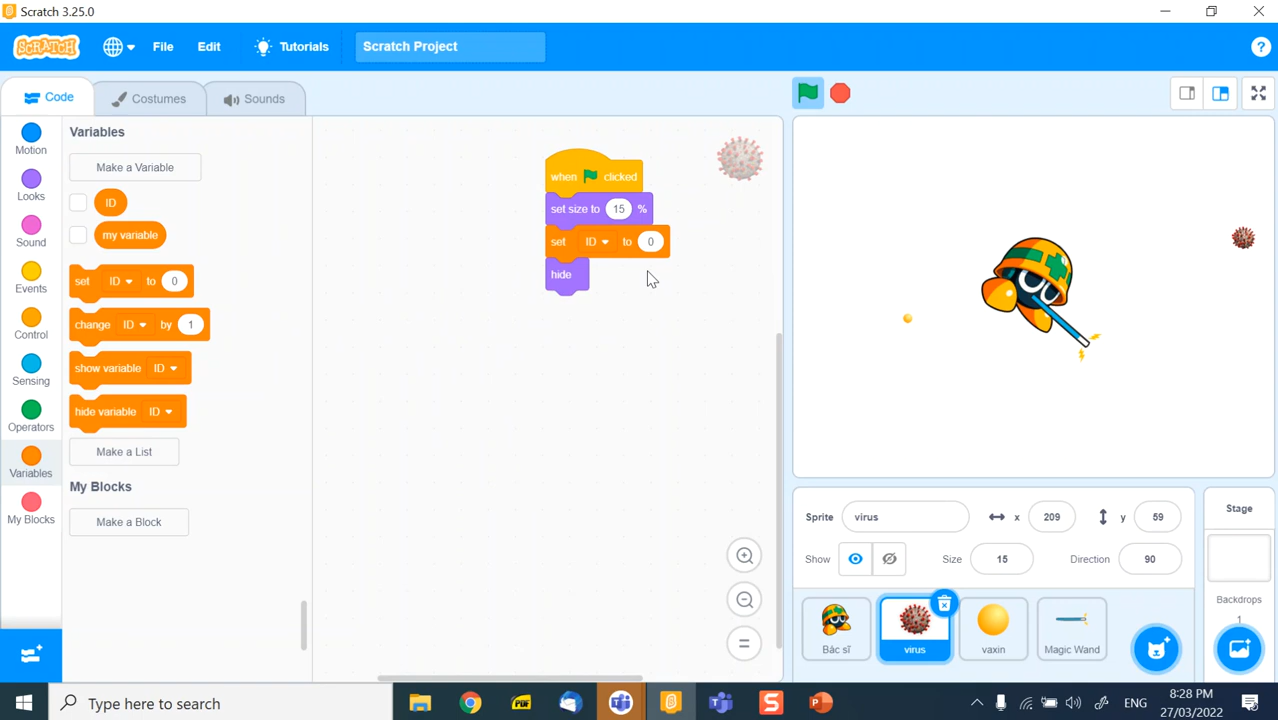 Scratch 3.25.0
SCRATCH
File
Edit
Tutorials
Scratch Project
?
Code
Costumes
Sounds
Motion
Looks
Sound
Events
Control
Sensing
Operators
Variables
My Blocks
Variables
Make a Variable
ID
my variable
set ID to 0
change ID by 1
show variable ID
hide variable ID
Make a List
My Blocks
Make a Block
when clicked
set size to 15 %
set ID to 0
hide
Sprite virus x 209 y 59
Show Size 15 Direction 90
Bác sĩ
virus
vaxin
Magic Wand
Stage
Backdrops
1
Type here to search
PDF
ENG
8:28 PM
27/03/2022